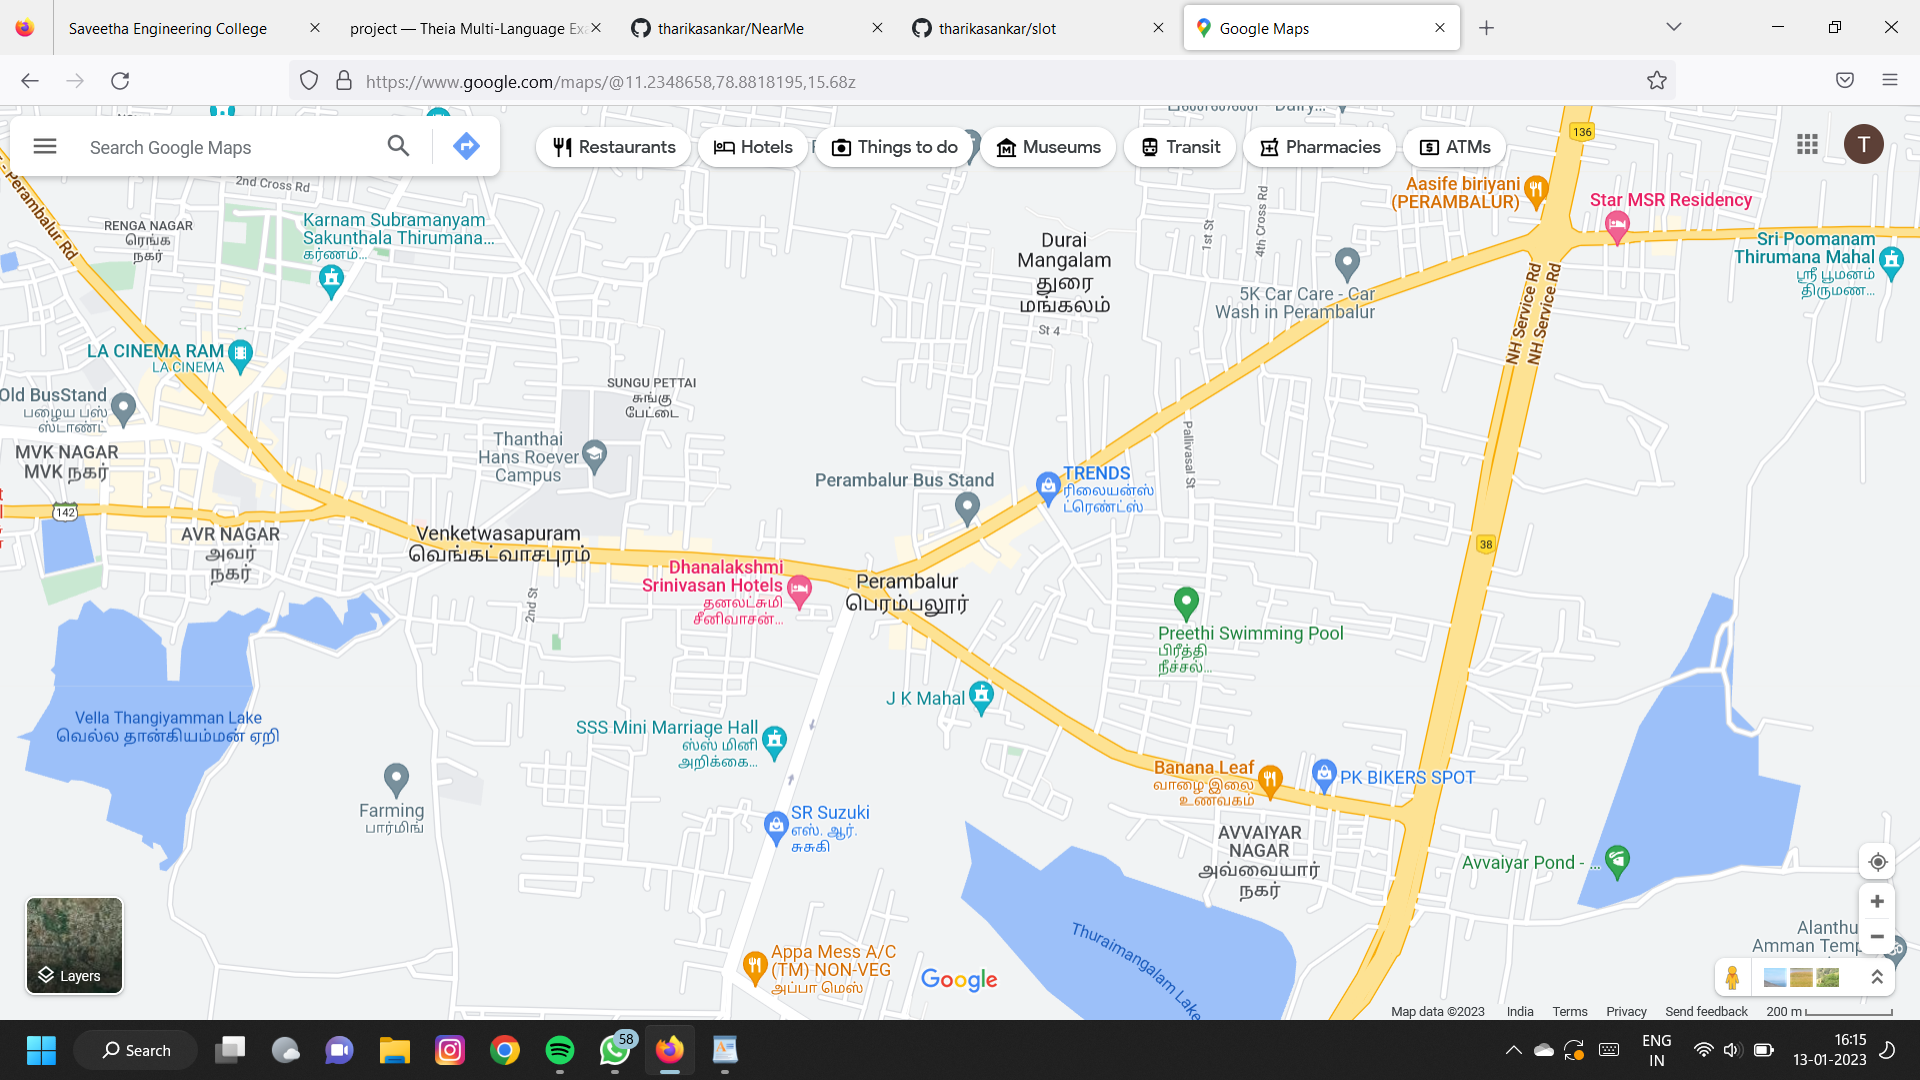 Saveetha Engineering College
project — Theia Multi-Language Exa
tharikasankar/NearMe
tharikasankar/slot
Google Maps
https://www.google.com/maps/@11.2348658,78.8818195,15.68z
Search Google Maps
Restaurants
Hotels
Things to do
Museums
Transit
Pharmacies
ATMs
T
136
2nd Cross Rd
Perambalur Rd
RENGA NAGAR
ரெங்க
நகர்
Karnam Subramanyam
Sakunthala Thirumana...
கர்ணம்...
Durai
Mangalam
துரை
மங்கலம்
St 4
1st St
4th Cross Rd
Aasife biriyani
(PERAMBALUR)
Star MSR Residency
Sri Poomanam
Thirumana Mahal
ஸ்ரீ பூமனம்
திருமண...
5K Car Care - Car
Wash in Perambalur
NH Service Rd
NH Service Rd
LA CINEMA RAM
LA CINEMA
Old BusStand
பழைய பஸ்
ஸ்டாண்ட்
SUNGU PETTAI
சுங்கு
பேட்டை
MVK NAGAR
MVK நகர்
Thanthai
Hans Roever
Campus
Perambalur Bus Stand
TRENDS
ரிலையன்ஸ்
ட்ரெண்ட்ஸ்
Pallivasal St
142
AVR NAGAR
அவர்
நகர்
Venketwasapuram
வெங்கட்வாசபுரம்
38
Dhanalakshmi
Srinivasan Hotels
தனலட்சுமி
சீனிவாசன்...
Perambalur
பெரம்பலூர்
2nd St
Preethi Swimming Pool
பிரீத்தி
நீச்சல்...
J K Mahal
Vella Thangiyamman Lake
வெல்ல தான்கியம்மன் ஏறி
SSS Mini Marriage Hall
ஸ்ஸ் மினி
அறிக்கை...
Banana Leaf
வாழை இலை
உணவகம்
PK BIKERS SPOT
Farming
பார்மிங்
SR Suzuki
எஸ். ஆர்.
சுசுகி
AVVAIYAR
NAGAR
அவ்வையார்
நகர்
Avvaiyar Pond - ...
Thuraimangalam Lake
Alanthu
Amman Temp
Appa Mess A/C
(TM) NON-VEG
அப்பா மெஸ்
Layers
Google
Map data ©2023
India
Terms
Privacy
Send feedback
200 m
Search
58
ENG
IN
16:15
13-01-2023